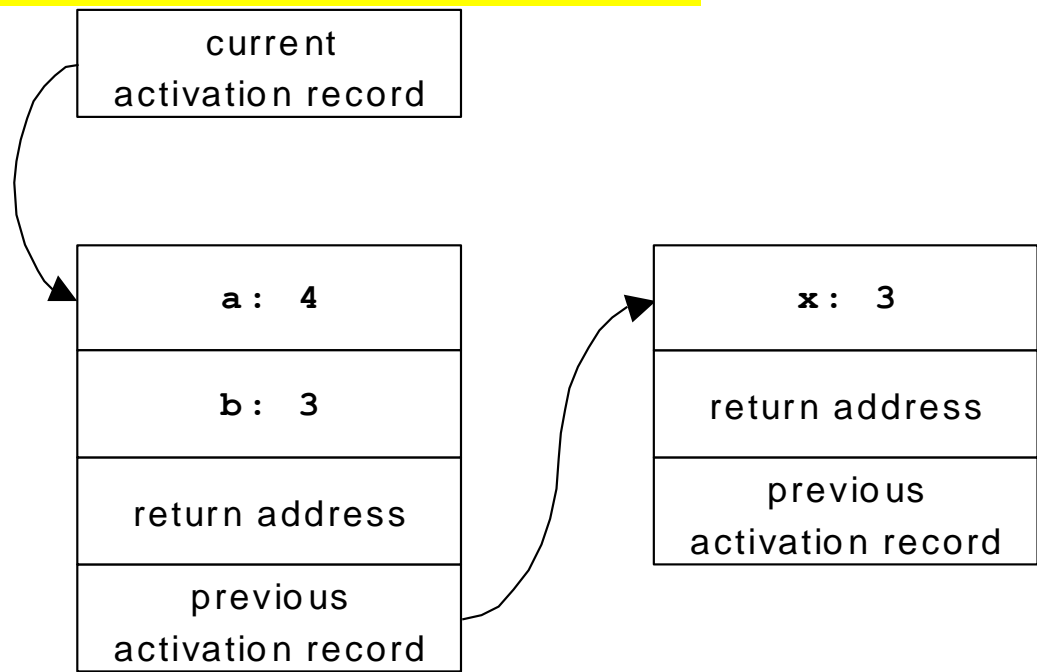 current
activation record
a: 4
b: 3
return address
previous
activation record
x: 3
return address
previous
activation record